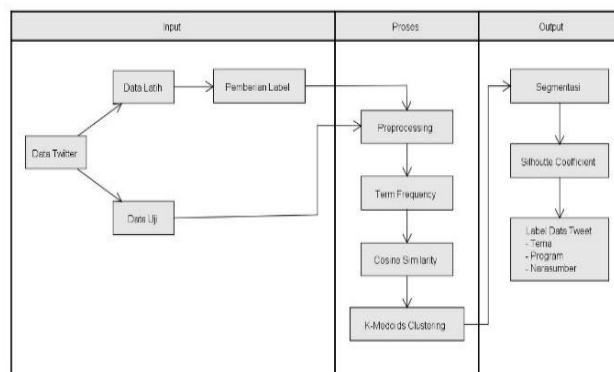 Input
Proses
Output
Data Twitter
Data Latih
Pemberian Label
Data Uji
Preprocessing
Term Frequency
Cosine Similarity
K-Medoids Clustering
Segmentasi
Silhoutte Coefficient
Label Data Tweet
- Tema
- Program
- Narasumber